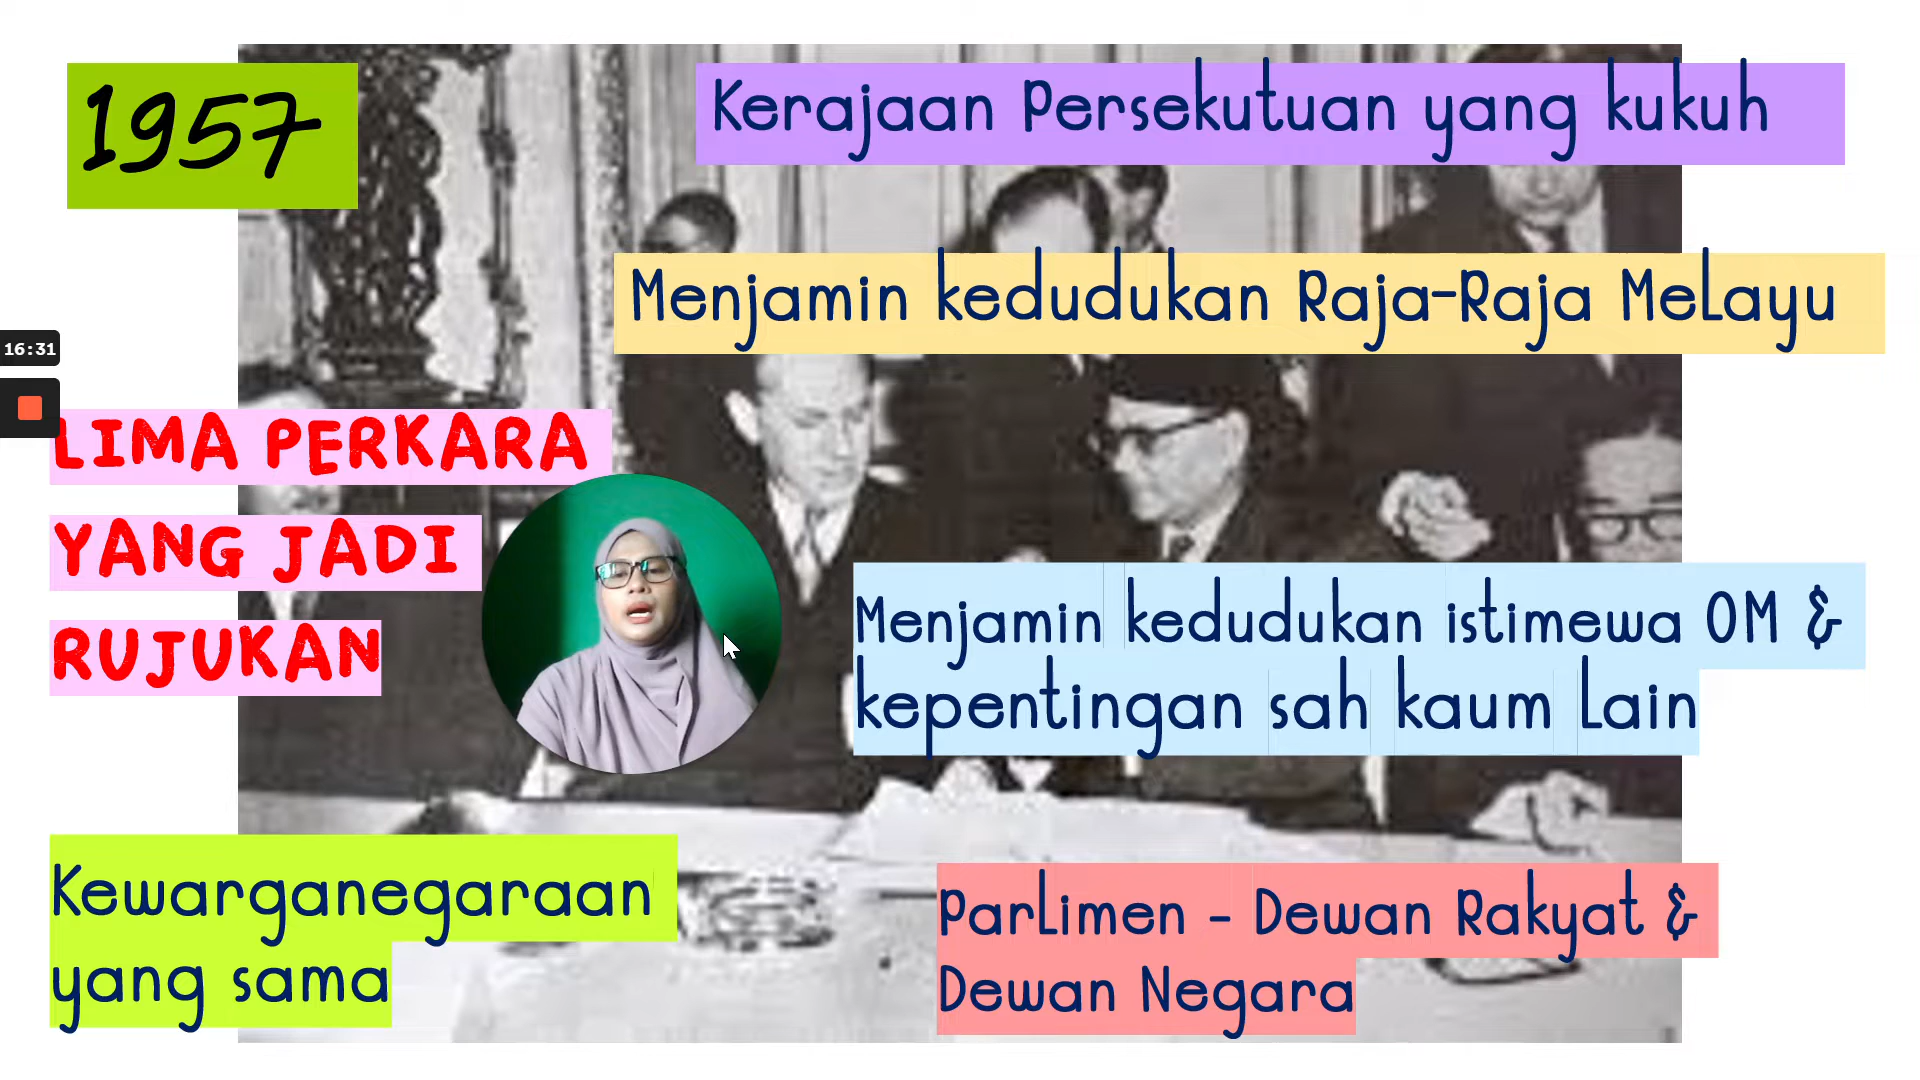 1957
Kerajaan Persekutuan yang kukuh
Menjamin kedudukan Raja-Raja Melayu
16:31
LIMA PERKARA
YANG JADI
RUJUKAN
Menjamin kedudukan istimewa OM &
kepentingan sah kaum lain
Kewarganegaraan
yang sama
Parlimen - Dewan Rakyat &
Dewan Negara